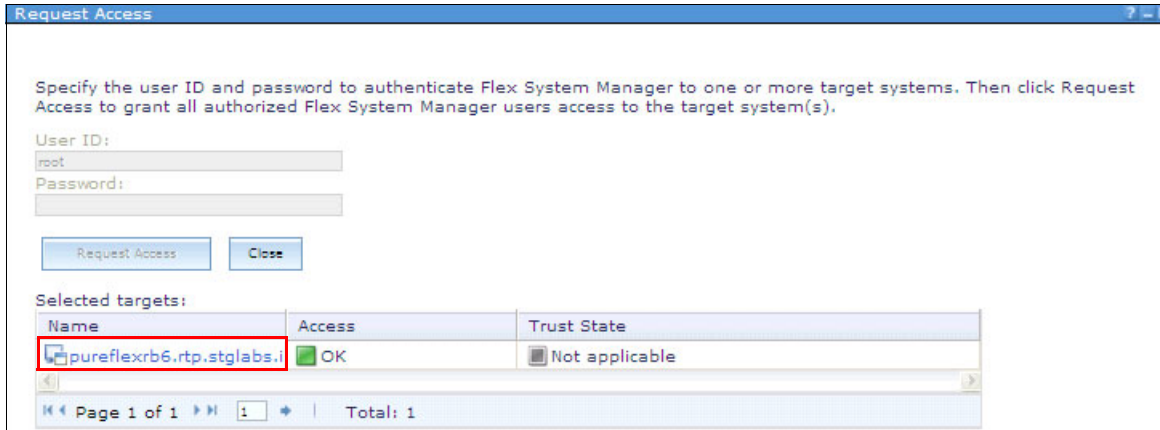 Request Access ? –
Specify the user ID and password to authenticate Flex System Manager to one or more target systems. Then click Request
Access to grant all authorized Flex System Manager users access to the target system(s).
User ID:
root
Password:
Request Access Close
Selected targets:
Name Access Trust State
pureflexrb6.rtp.stglabs.i OK Not applicable
Page 1 of 1 1 Total: 1